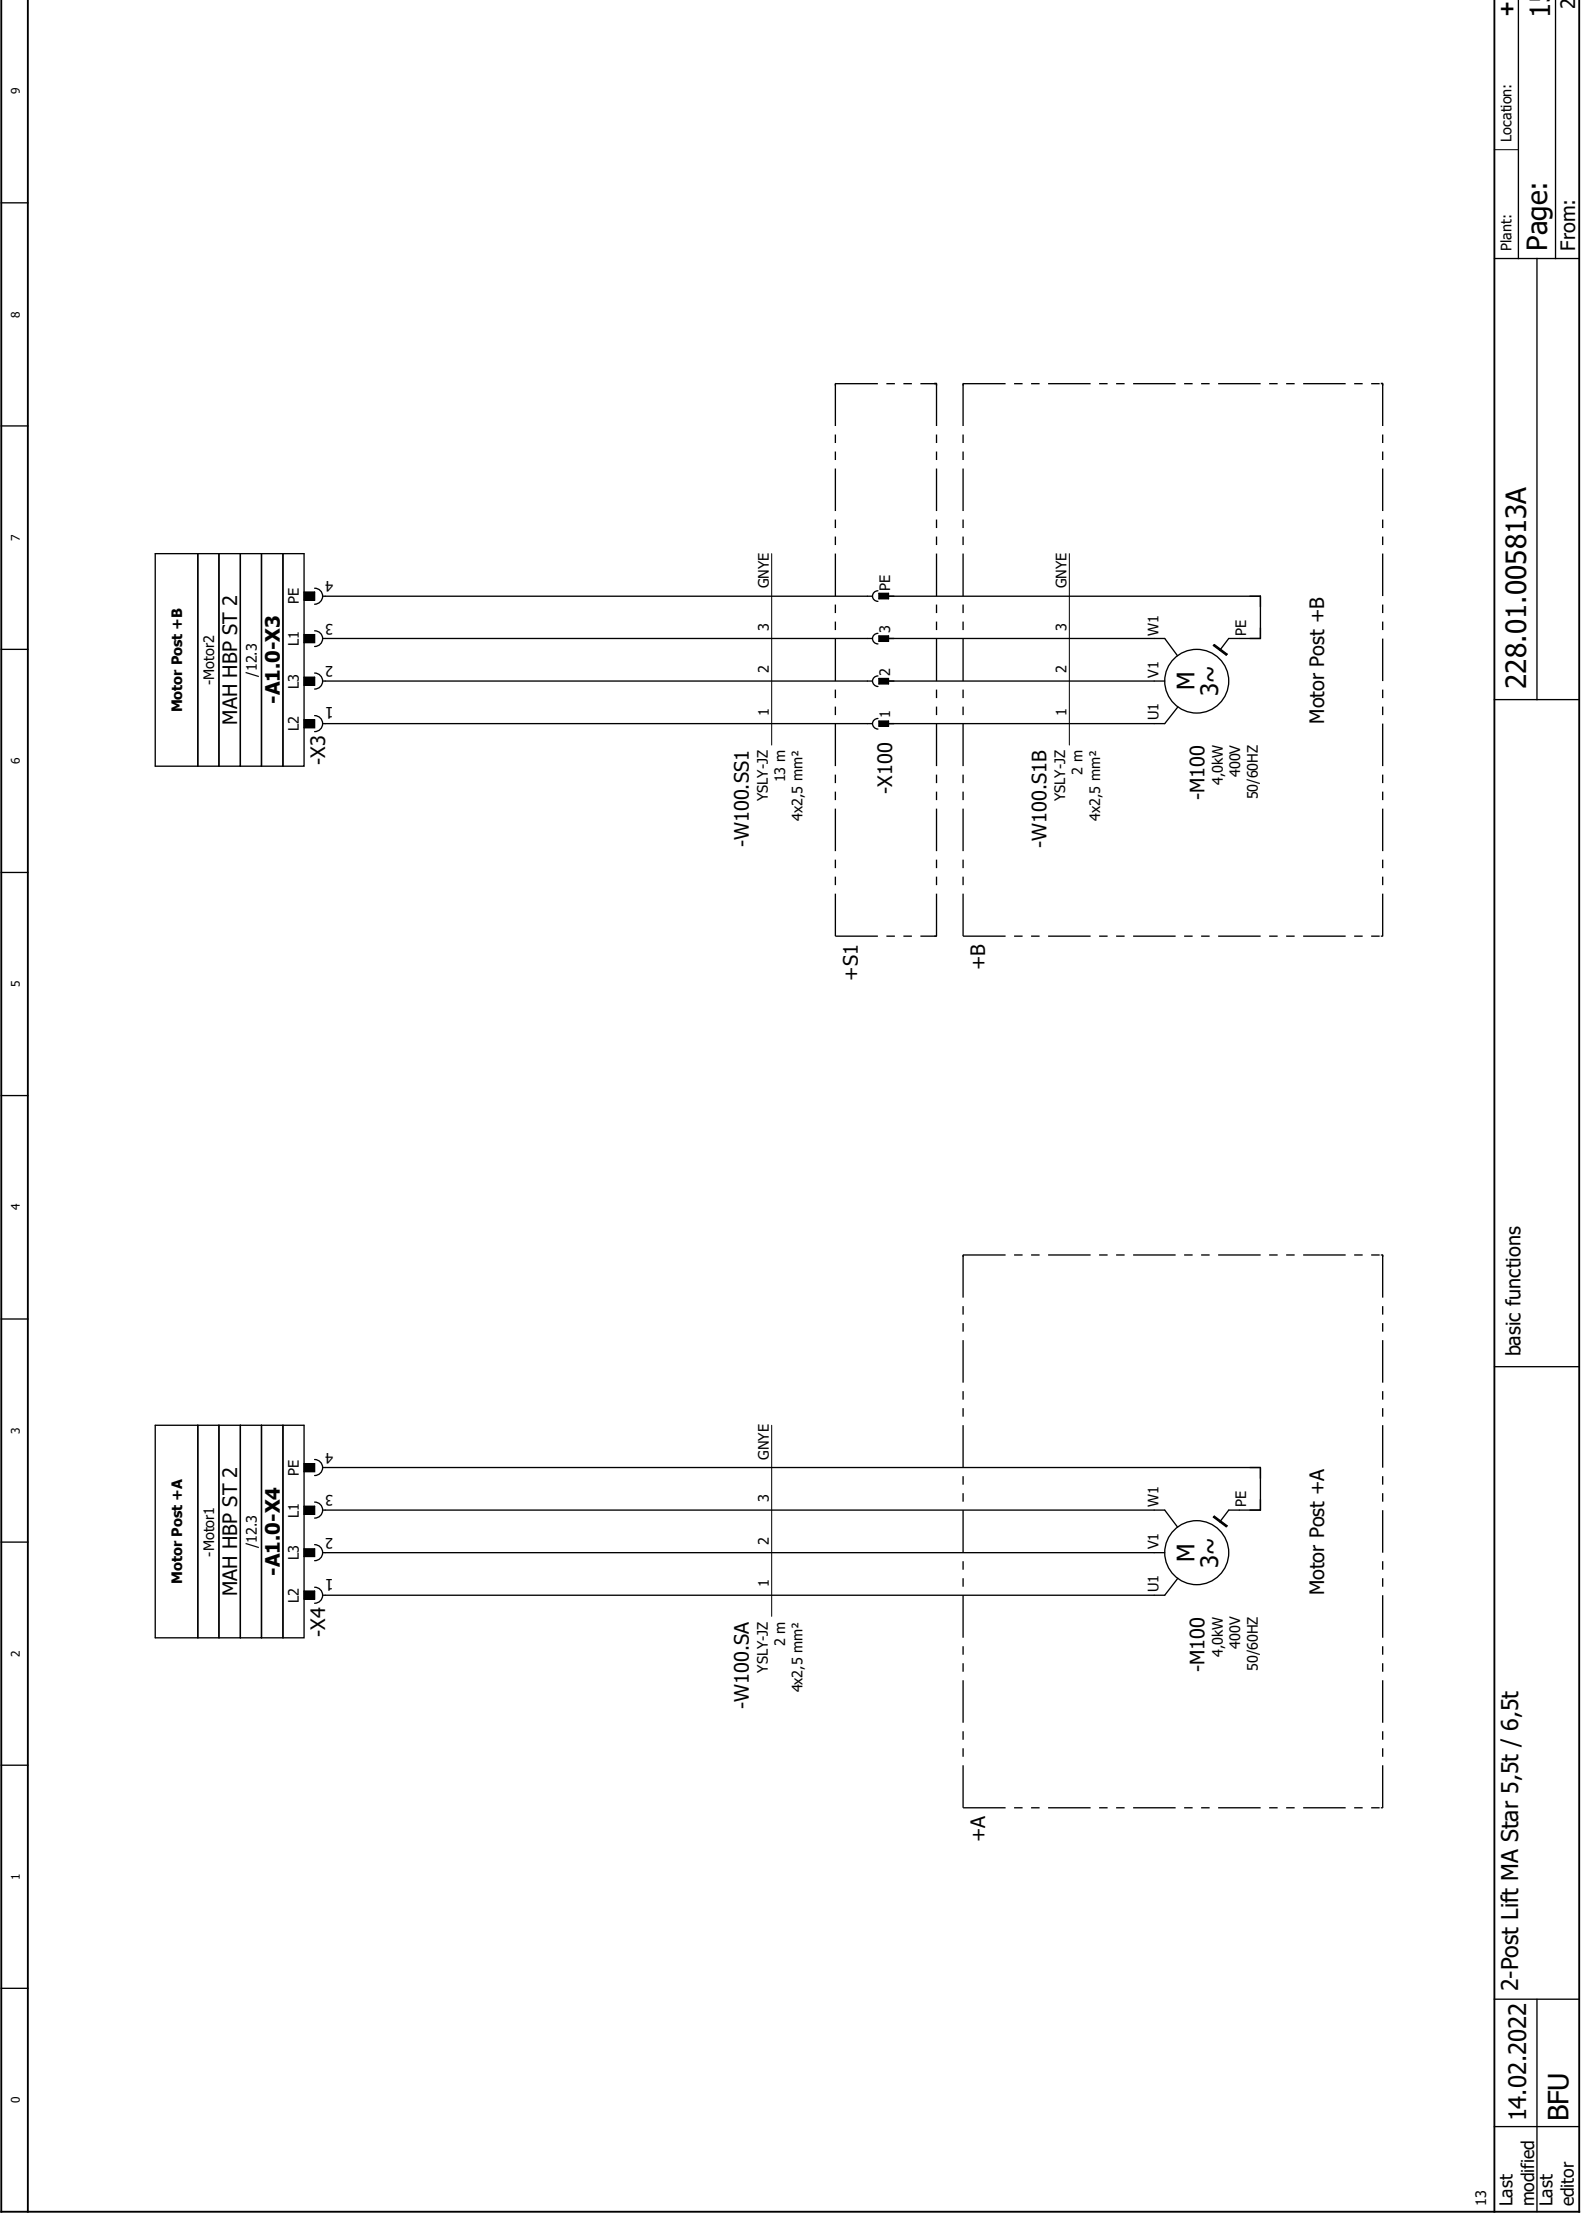 0 1 2 3 4 5 6 7 8 9
Motor Post +A
-Motor1
MAH HBP ST 2
/12.3
-A1.0-X4
L2 L3 L1 PE
-X4
1 2 3 4
-W100.SA
YSLY-JZ
2 m
4x2,5 mm²
1 2 3 GNYE
+A
U1 V1 W1
-M100
4,0kW
400V
50/60HZ
M
3~
PE
Motor Post +A
Motor Post +B
-Motor2
MAH HBP ST 2
/12.3
-A1.0-X3
L2 L3 L1 PE
-X3
1 2 3 4
-W100.SS1
YSLY-JZ
13 m
4x2,5 mm²
1 2 3 GNYE
+S1
-X100
1 2 3 PE
+B
-W100.S1B
YSLY-JZ
2 m
4x2,5 mm²
1 2 3 GNYE
U1 V1 W1
-M100
4,0kW
400V
50/60HZ
M
3~
PE
Motor Post +B
13
Last
modified
14.02.2022
Last
editor
BFU
2-Post Lift MA Star 5,5t / 6,5t
basic functions
228.01.005813A
Plant:
Location:
+
Page:
From: